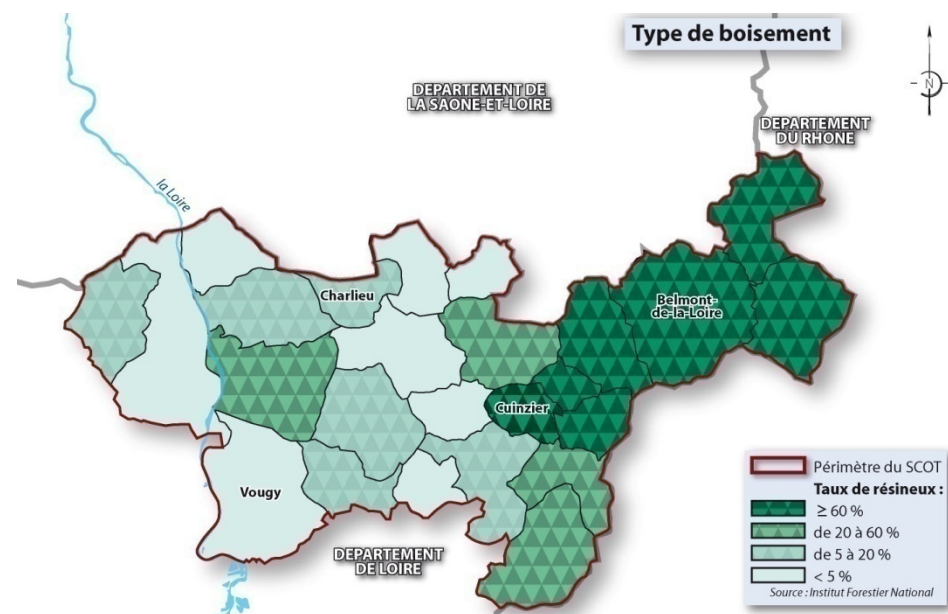 Type de boisement
N
DEPARTEMENT DE
LA SAONE-ET-LOIRE
DEPARTEMENT
DU RHONE
la Loire
Charlieu
Belmont-
de-la-Loire
Cuinzier
Vougy
DEPARTEMENT
DE LOIRE
Périmètre du SCOT
Taux de résineux :
≥ 60 %
de 20 à 60 %
de 5 à 20 %
< 5 %
Source : Institut Forestier National